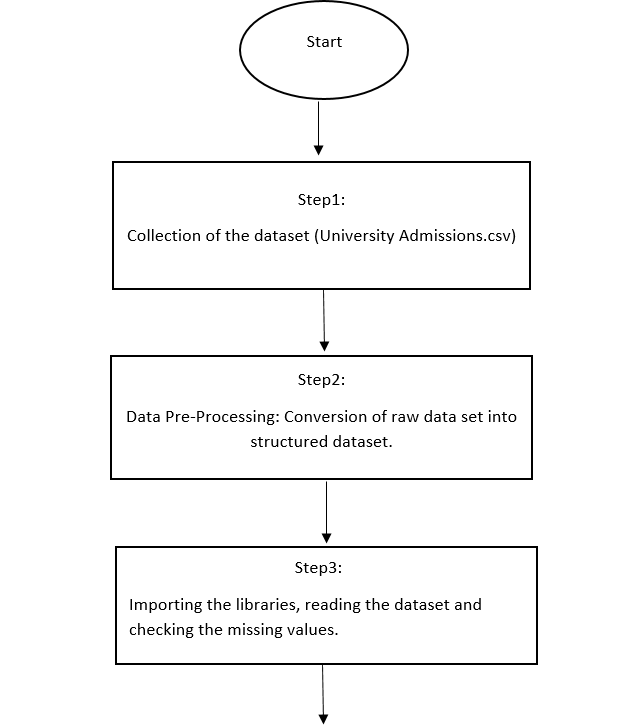 Start
Step1:
Collection of the dataset (University Admissions.csv)
Step2:
Data Pre-Processing: Conversion of raw data set into
structured dataset.
Step3:
Importing the libraries, reading the dataset and
checking the missing values.